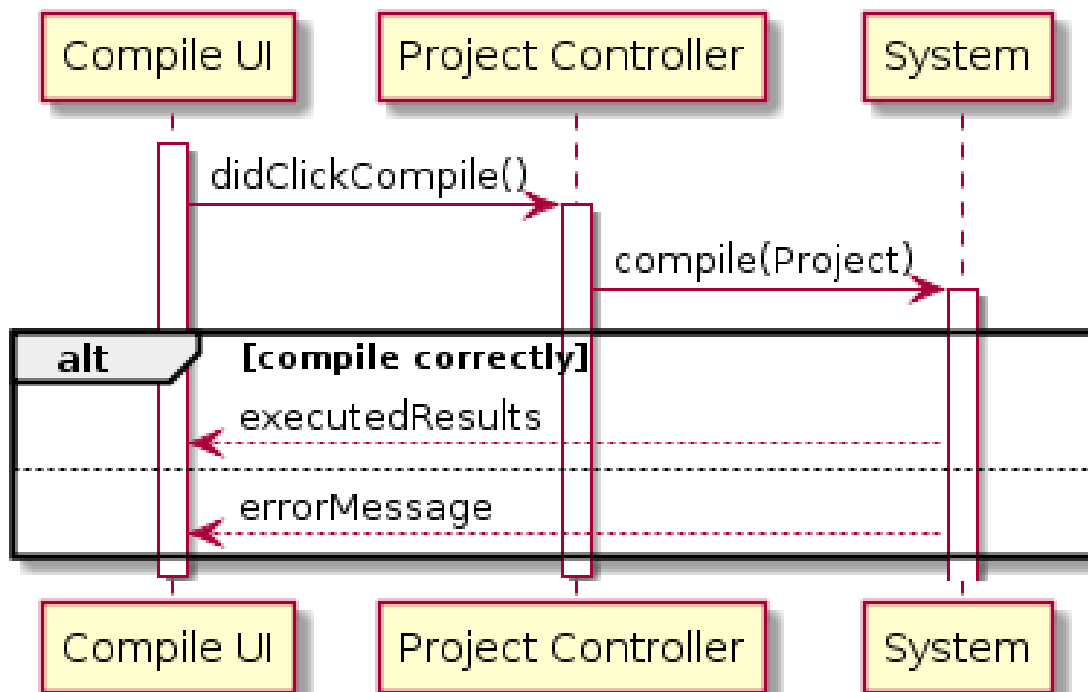 Compile UI
Project Controller
System
didClickCompile()
compile(Project)
alt
[compile correctly]
executedResults
errorMessage
Compile UI
Project Controller
System